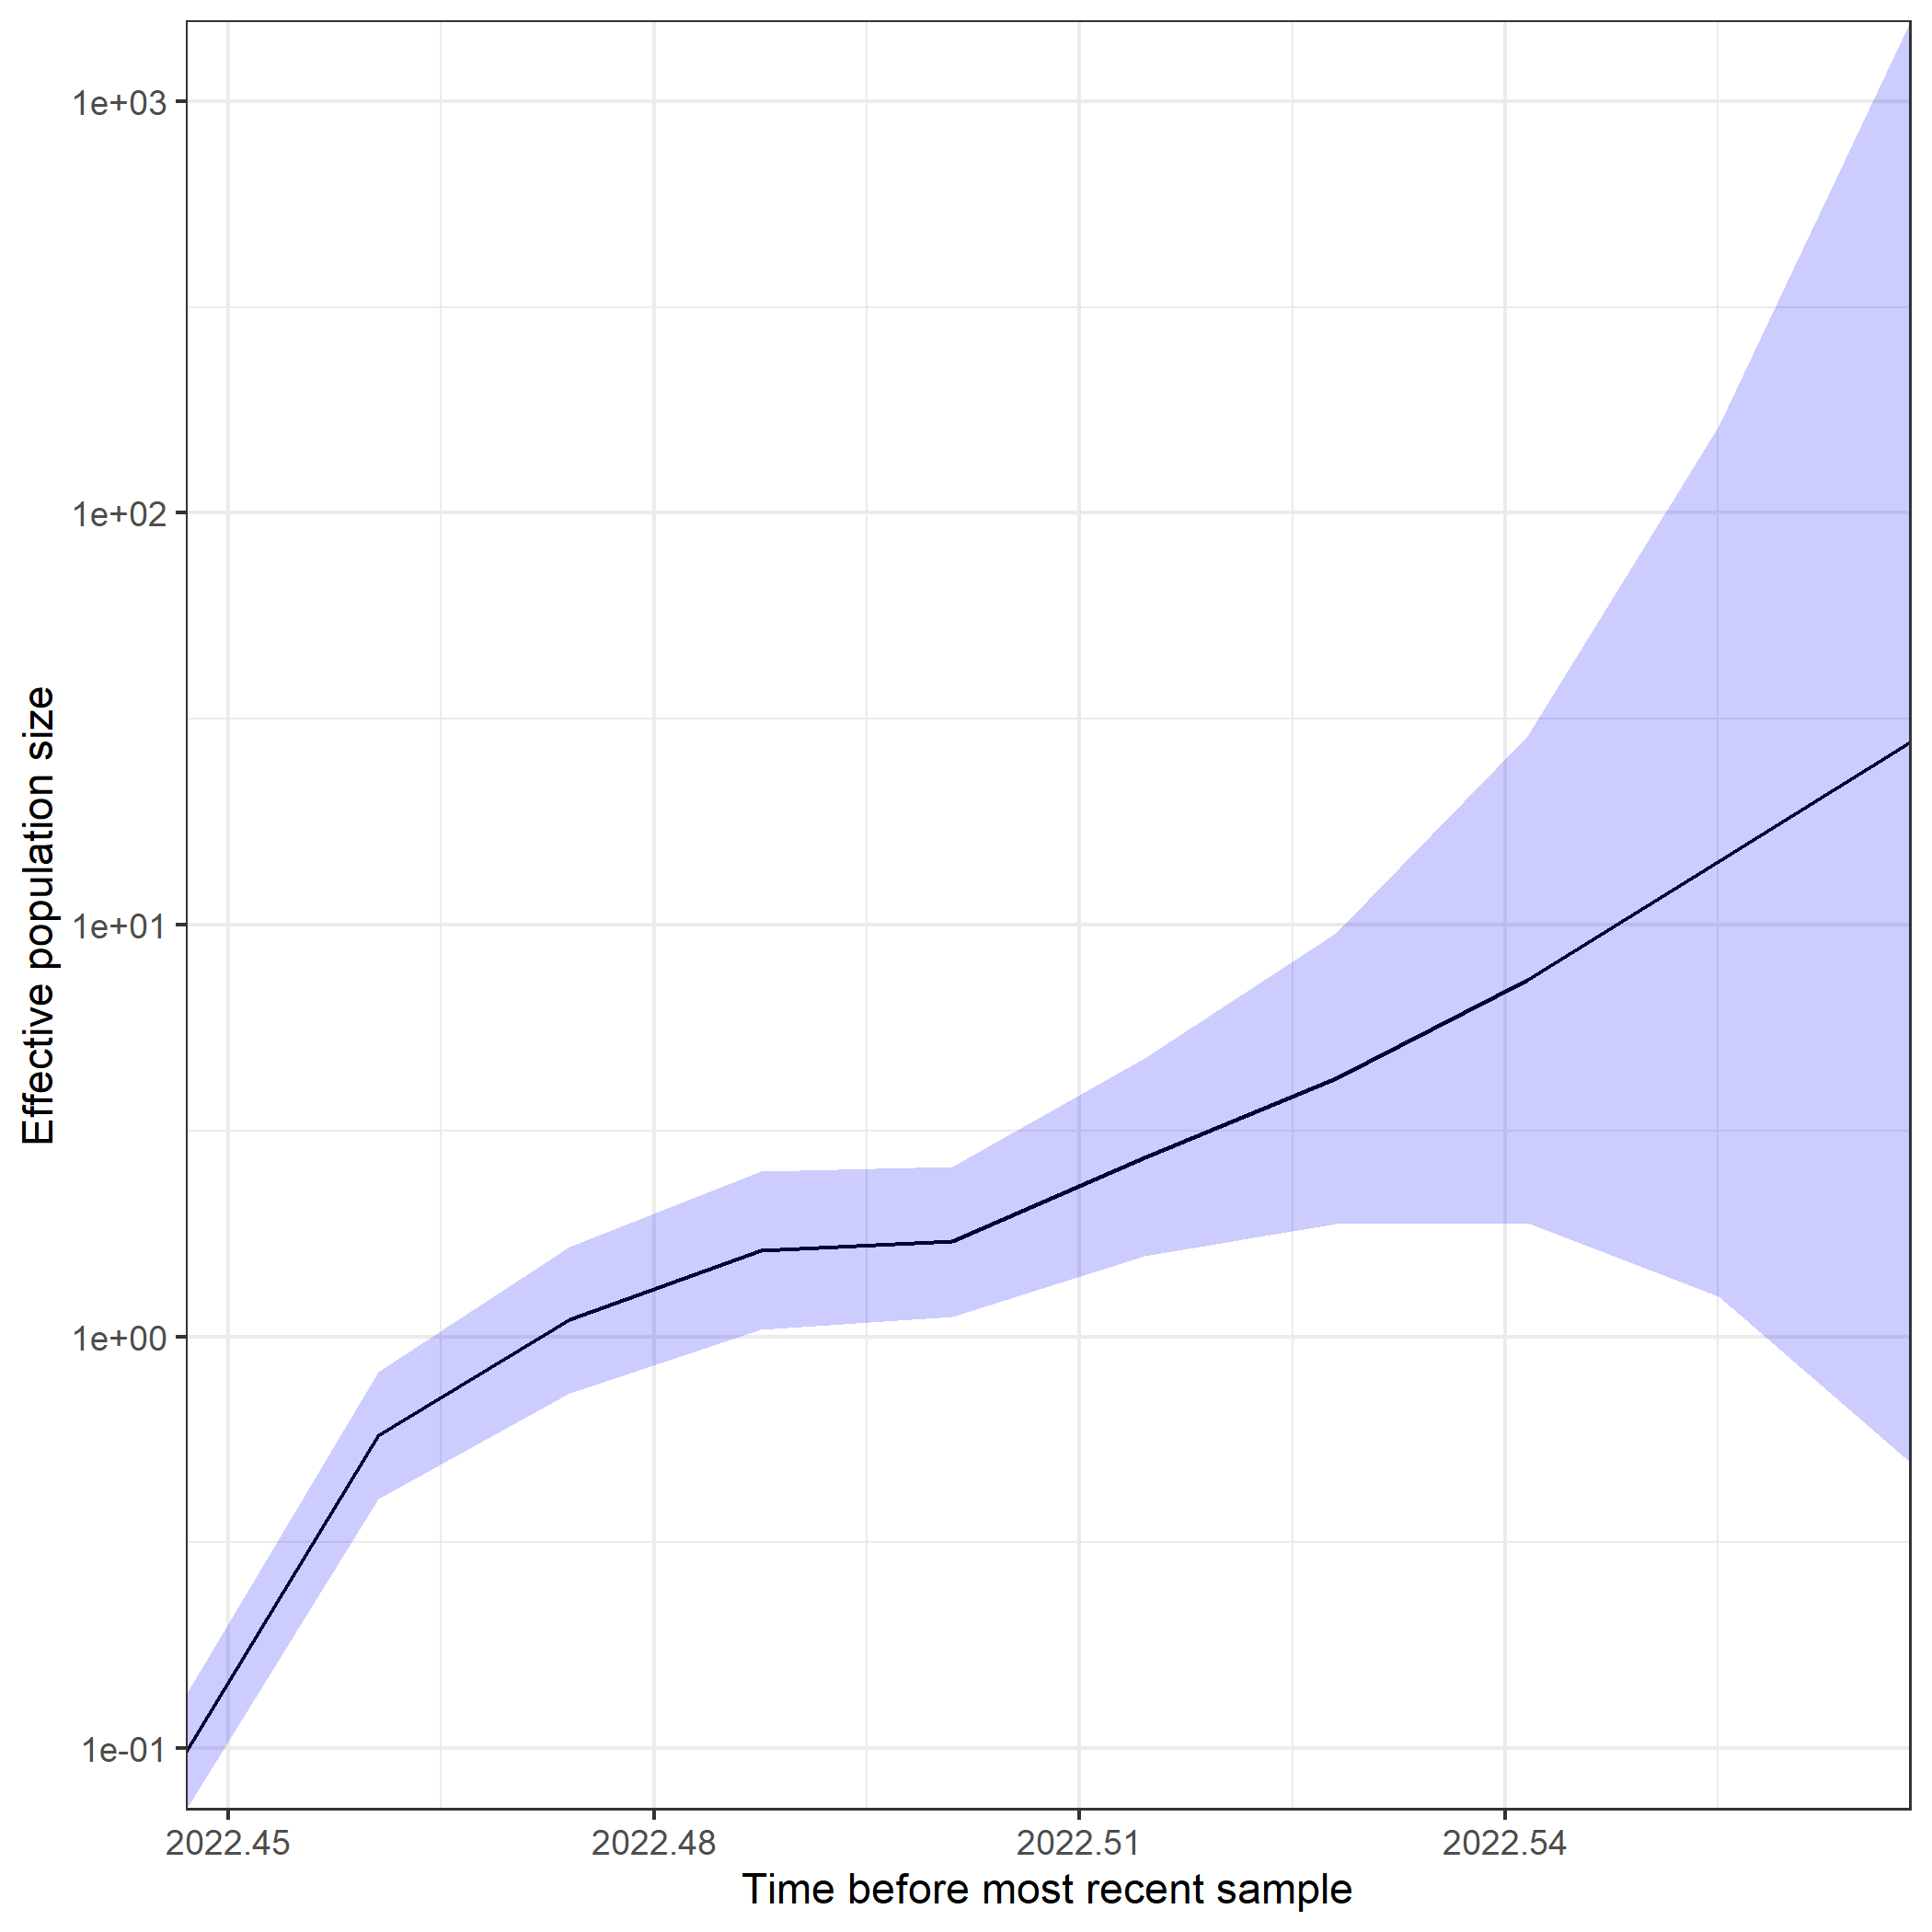 1e+03
1e+02
1e+01
1e+00
1e-01
Effective population size
2022.45 2022.48 2022.51 2022.54
Time before most recent sample